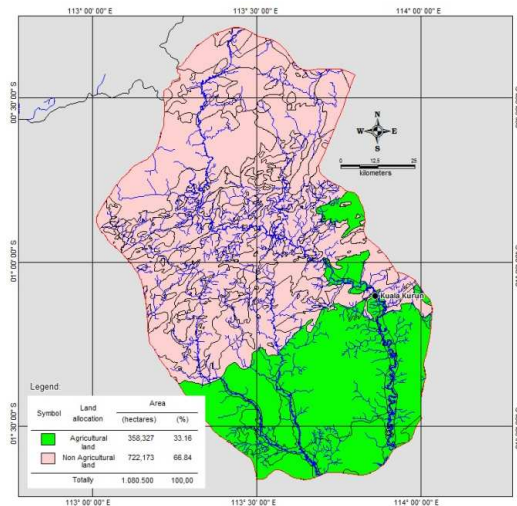 113° 00' 00" E
113° 30' 00" E
114° 00' 00" E
00° 30' 00" S
N
W E
S
0 12,5 25
kilometers
01° 00' 00" S
Kuala Kurun
01° 30' 00" S
Legend:
Symbol Land allocation Area
(hectares) (%)
Agricultural land 358,327 33.16
Non Agricultural land 722,173 66.84
Totally 1.080.500 100,00
113° 00' 00" E
113° 30' 00" E
114° 00' 00" E